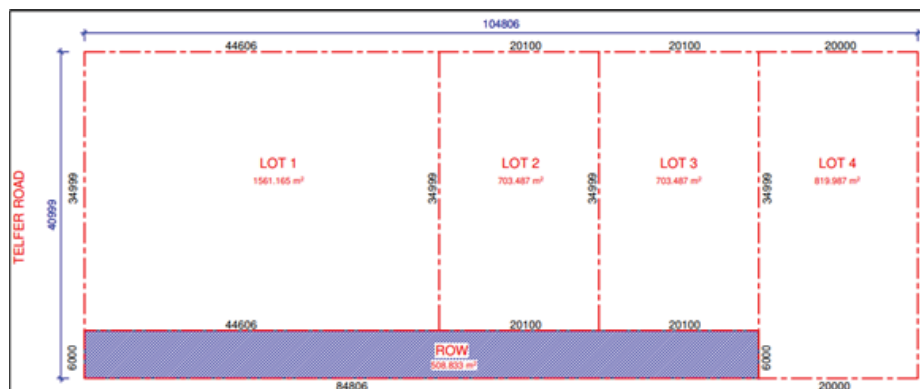 104806
44606 20100 20100 20000
TELFER ROAD
40999
34999
LOT 1
1561.165 m²
34999
LOT 2
703.487 m²
34999
LOT 3
703.487 m²
34999
LOT 4
819.987 m²
44606 20100 20100
6000
ROW
508.833 m²
6000
84806 20000